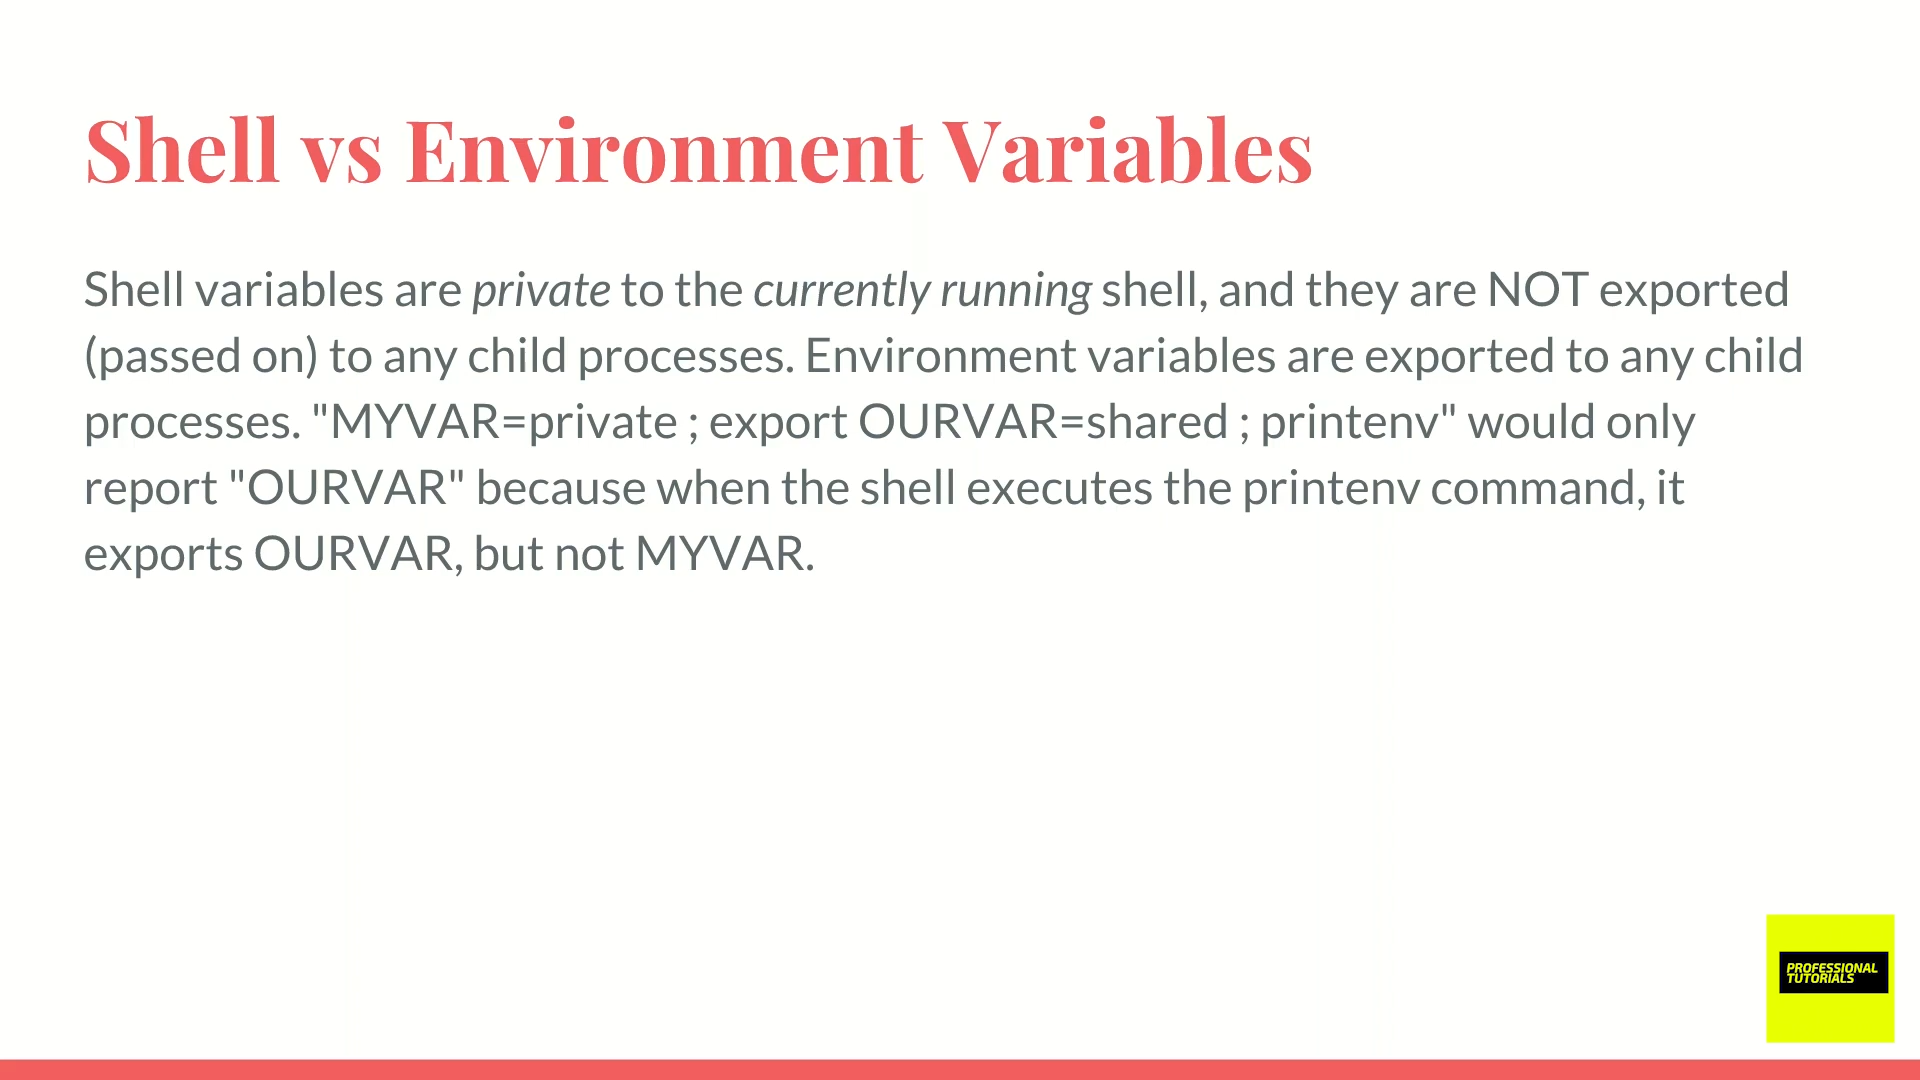 Shell vs Environment Variables
Shell variables are private to the currently running shell, and they are NOT exported
(passed on) to any child processes. Environment variables are exported to any child
processes. "MYVAR=private ; export OURVAR=shared ; printenv" would only
report "OURVAR" because when the shell executes the printenv command, it
exports OURVAR, but not MYVAR.
PROFESSIONAL
TUTORIALS